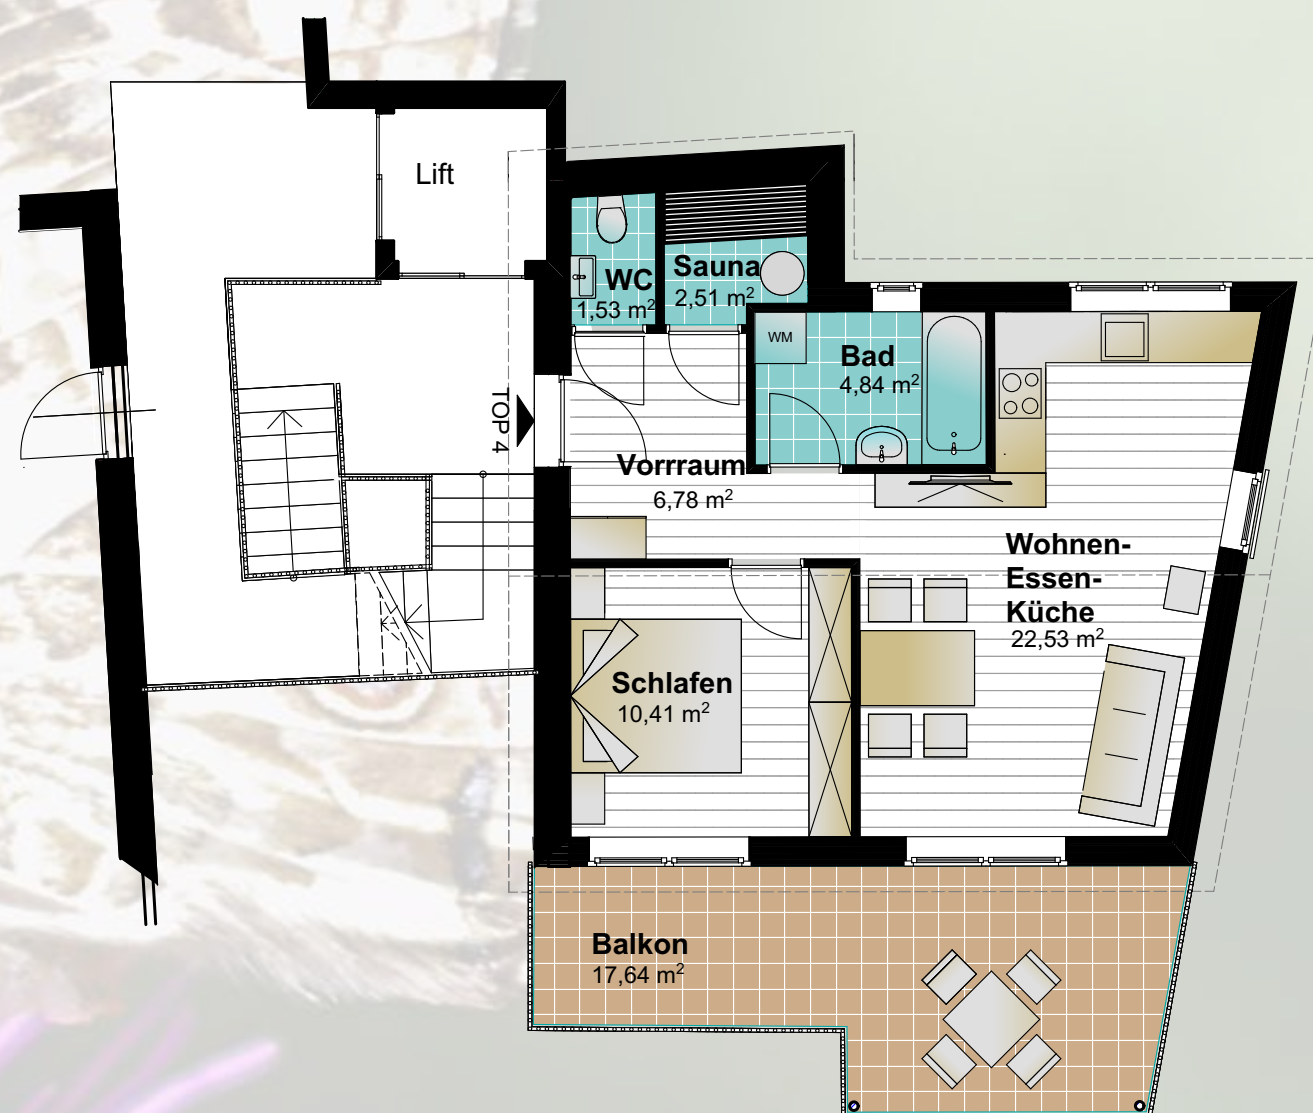 Lift
WC
1,53 m²
Sauna
2,51 m²
WM
Bad
4,84 m²
TOP 4
Vorrraum
6,78 m²
Wohnen-
Essen-
Küche
22,53 m²
Schlafen
10,41 m²
Balkon
17,64 m²